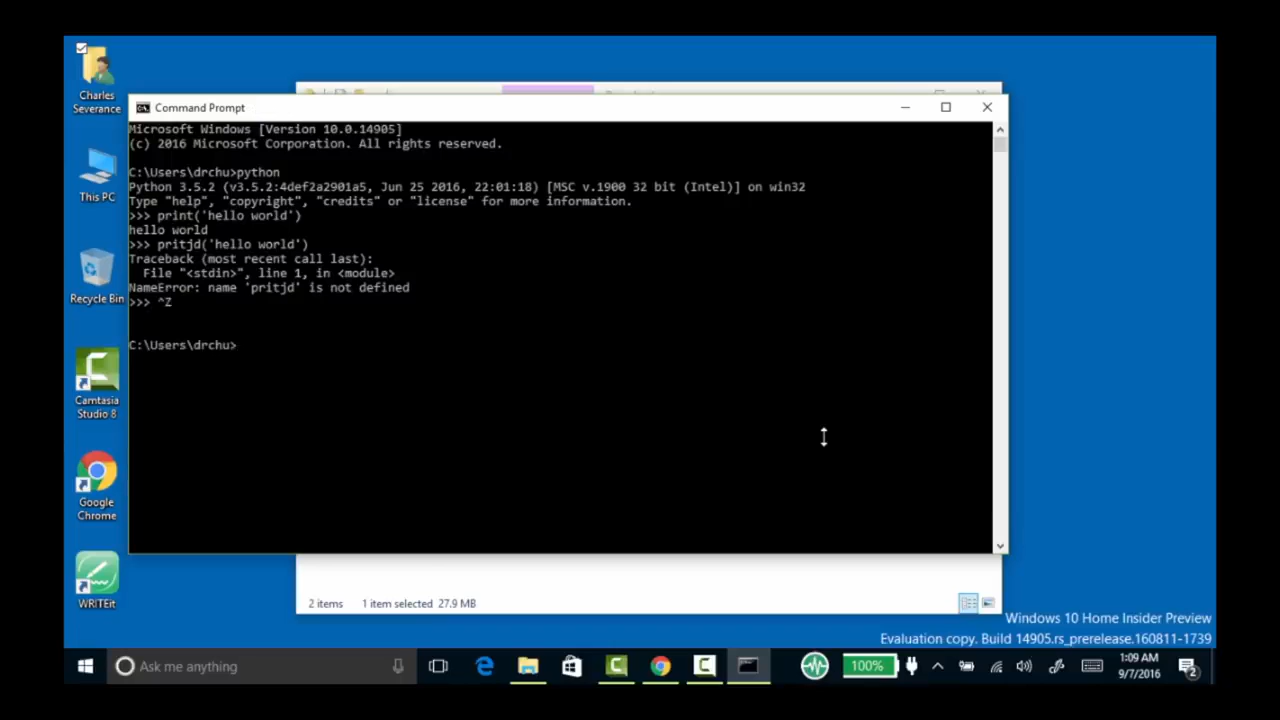 Charles
Severance
This PC
Recycle Bin
Camtasia
Studio 8
Google
Chrome
WRITEit
Command Prompt
Microsoft Windows [Version 10.0.14905]
(c) 2016 Microsoft Corporation. All rights reserved.
C:\Users\drchu>python
Python 3.5.2 (v3.5.2:4def2a2901a5, Jun 25 2016, 22:01:18) [MSC v.1900 32 bit (Intel)] on win32
Type "help", "copyright", "credits" or "license" for more information.
>>> print('hello world')
hello world
>>> pritjd('hello world')
Traceback (most recent call last):
  File "<stdin>", line 1, in <module>
NameError: name 'pritjd' is not defined
>>> ^Z
C:\Users\drchu>
2 items 1 item selected 27.9 MB
Windows 10 Home Insider Preview
Evaluation copy. Build 14905.rs_prerelease.160811-1739
Ask me anything
100%
1:09 AM
9/7/2016
2